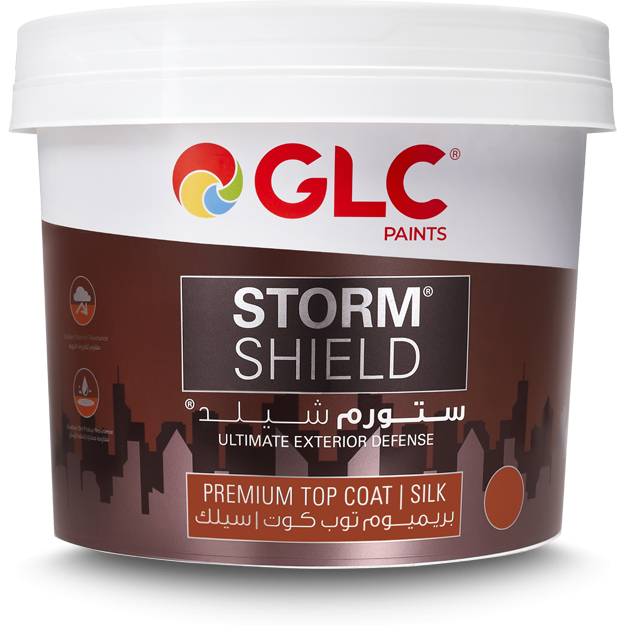 GLC®
PAINTS
STORM®
SHIELD
ستورم شيلد®
ULTIMATE EXTERIOR DEFENSE
PREMIUM TOP COAT | SILK
بريميوم توب كوت | سيلك